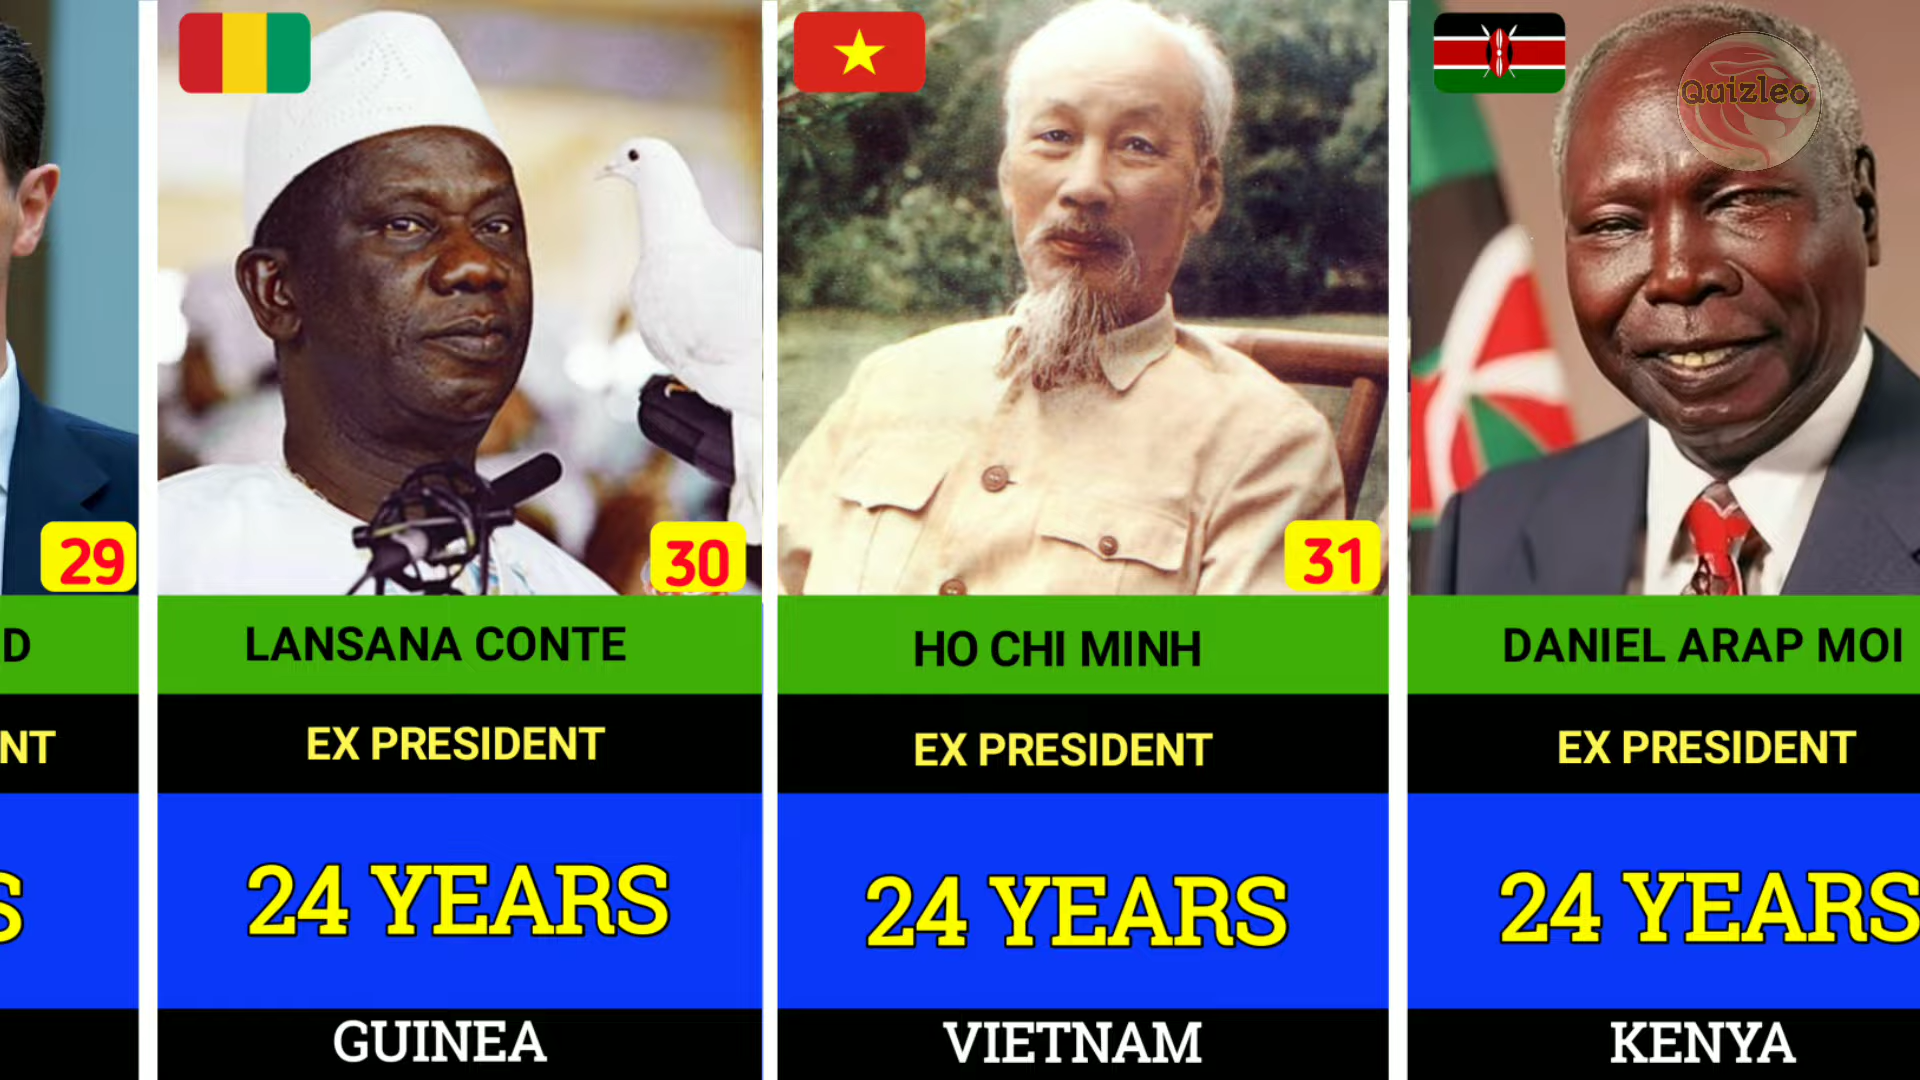 Quizleo
29
30
31
D
LANSANA CONTE
HO CHI MINH
DANIEL ARAP MOI
NT
EX PRESIDENT
EX PRESIDENT
EX PRESIDENT
S
24 YEARS
24 YEARS
24 YEARS
GUINEA
VIETNAM
KENYA